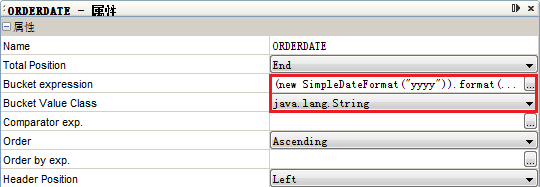 ORDERDATE - 属性
属性
Name ORDERDATE
Total Position End
Bucket expression (new SimpleDateFormat("yyyy")).format(... ...
Bucket Value Class java.lang.String
Comparator exp. ...
Order Ascending
Order by exp. ...
Header Position Left